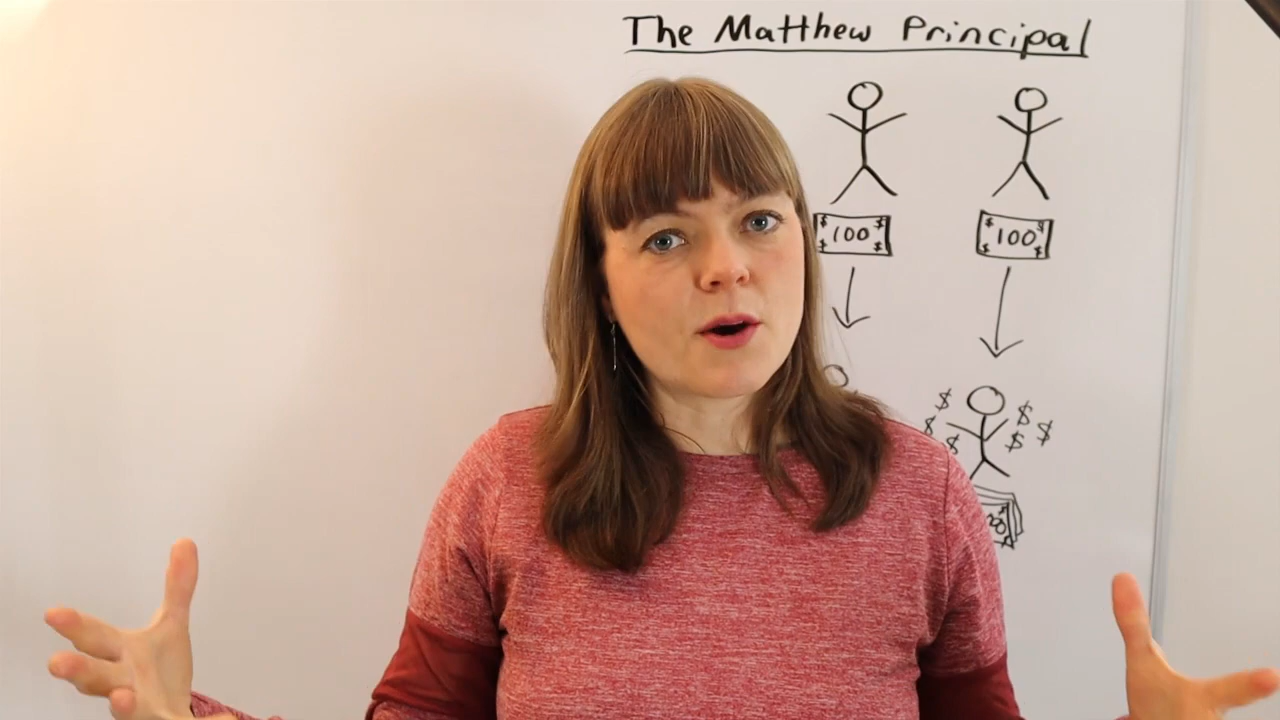 The Matthew Principal
$ $ 100 $ $
$ $ 100 $ $
$ $
$ $
$ $ $